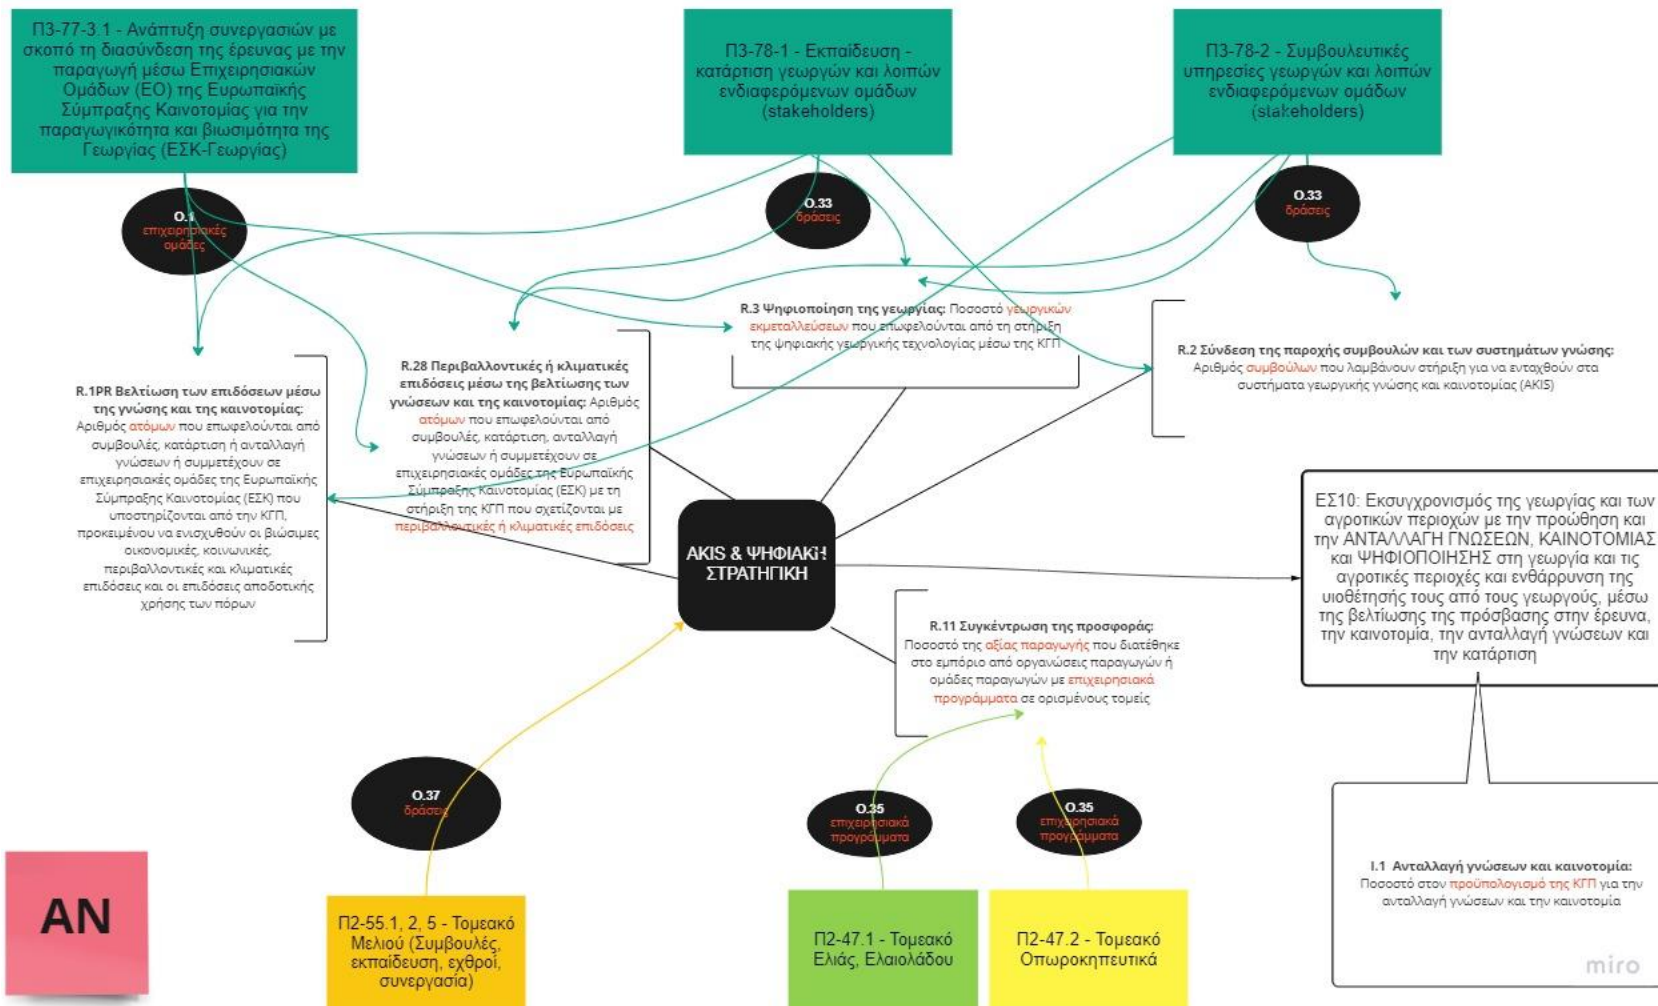 Π3-77-3.1 - Ανάπτυξη συνεργασιών με
σκοπό τη διασύνδεση της έρευνας με την
παραγωγή μέσω Επιχειρησιακών
Ομάδων (ΕΟ) της Ευρωπαϊκής
Σύμπραξης Καινοτομίας για την
παραγωγικότητα και βιωσιμότητα της
Γεωργίας (ΕΣΚ-Γεωργίας)
Π3-78-1 - Εκπαίδευση -
κατάρτιση γεωργών και λοιπών
ενδιαφερόμενων ομάδων
(stakeholders)
Π3-78-2 - Συμβουλευτικές
υπηρεσίες γεωργών και λοιπών
ενδιαφερόμενων ομάδων
(stakeholders)
O.1
επιχειρησιακές
ομάδες
O.33
δράσεις
O.33
δράσεις
R.3 Ψηφιοποίηση της γεωργίας: Ποσοστό γεωργικών
εκμεταλλεύσεων που επωφελούνται από τη στήριξη
της ψηφιακής γεωργικής τεχνολογίας μέσω της ΚΓΠ
R.2 Σύνδεση της παροχής συμβουλών και των συστημάτων γνώσης:
Αριθμός συμβούλων που λαμβάνουν στήριξη για να ενταχθούν στα
συστήματα γεωργικής γνώσης και καινοτομίας (AKIS)
R.28 Περιβαλλοντικές ή κλιματικές
επιδόσεις μέσω της βελτίωσης των
γνώσεων και της καινοτομίας: Αριθμός
ατόμων που επωφελούνται από
συμβουλές, κατάρτιση, ανταλλαγή
γνώσεων ή συμμετέχουν σε
επιχειρησιακές ομάδες της Ευρωπαϊκής
Σύμπραξης Καινοτομίας (ΕΣΚ) με τη
στήριξη της ΚΓΠ που σχετίζονται με
περιβαλλοντικές ή κλιματικές επιδόσεις
R.1PR Βελτίωση των επιδόσεων μέσω
της γνώσης και της καινοτομίας:
Αριθμός ατόμων που επωφελούνται από
συμβουλές, κατάρτιση ή ανταλλαγή
γνώσεων ή συμμετέχουν σε
επιχειρησιακές ομάδες της Ευρωπαϊκής
Σύμπραξης Καινοτομίας (ΕΣΚ) που
υποστηρίζονται από την ΚΓΠ,
προκειμένου να ενισχυθούν οι βιώσιμες
οικονομικές, κοινωνικές,
περιβαλλοντικές και κλιματικές
επιδόσεις και οι επιδόσεις αποδοτικής
χρήσης των πόρων
AKIS & ΨΗΦΙΑΚΗ
ΣΤΡΑΤΗΓΙΚΗ
ΕΣ10: Εκσυγχρονισμός της γεωργίας και των
αγροτικών περιοχών με την προώθηση και
την ΑΝΤΑΛΛΑΓΗ ΓΝΩΣΕΩΝ, ΚΑΙΝΟΤΟΜΙΑΣ
και ΨΗΦΙΟΠΟΙΗΣΗΣ στη γεωργία και τις
αγροτικές περιοχές και ενθάρρυνση της
υιοθέτησής τους από τους γεωργούς, μέσω
της βελτίωσης της πρόσβασης στην έρευνα,
την καινοτομία, την ανταλλαγή γνώσεων και
την κατάρτιση
R.11 Συγκέντρωση της προσφοράς:
Ποσοστό της αξίας παραγωγής που διατέθηκε
στο εμπόριο από οργανώσεις παραγωγών ή
ομάδες παραγωγών με επιχειρησιακά
προγράμματα σε ορισμένους τομείς
O.37
δράσεις
O.35
επιχειρησιακά
προγράμματα
O.35
επιχειρησιακά
προγράμματα
I.1 Ανταλλαγή γνώσεων και καινοτομία:
Ποσοστό στον προϋπολογισμό της ΚΓΠ για την
ανταλλαγή γνώσεων και την καινοτομία
AN
Π2-55.1, 2, 5 - Τομεακό
Μελιού (Συμβουλές,
εκπαίδευση, εχθροί,
συνεργασία)
Π2-47.1 - Τομεακό
Ελιάς, Ελαιολάδου
Π2-47.2 - Τομεακό
Οπωροκηπευτικά
miro